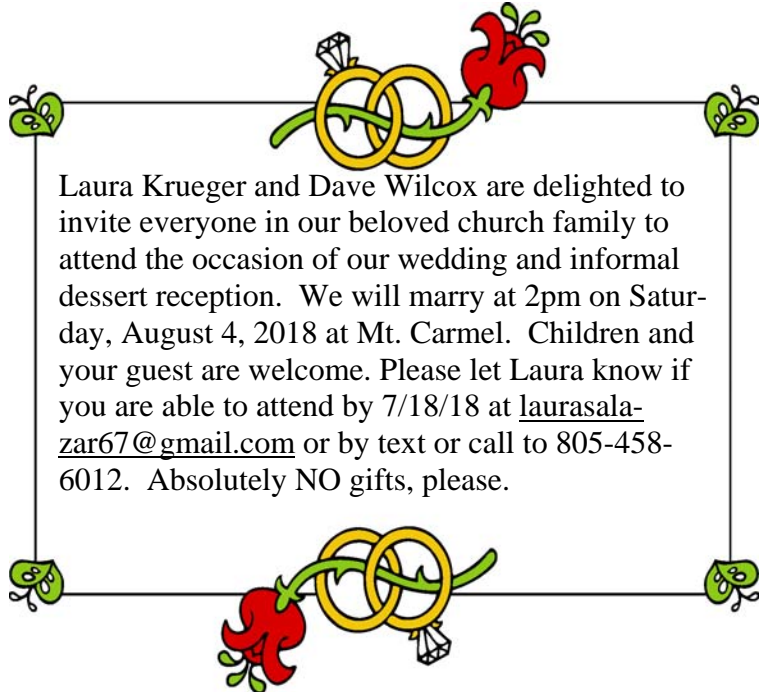 Laura Krueger and Dave Wilcox are delighted to
invite everyone in our beloved church family to
attend the occasion of our wedding and informal
dessert reception.  We will marry at 2pm on Satur-
day, August 4, 2018 at Mt. Carmel.  Children and
your guest are welcome. Please let Laura know if
you are able to attend by 7/18/18 at laurasala-
zar67@gmail.com or by text or call to 805-458-
6012.  Absolutely NO gifts, please.